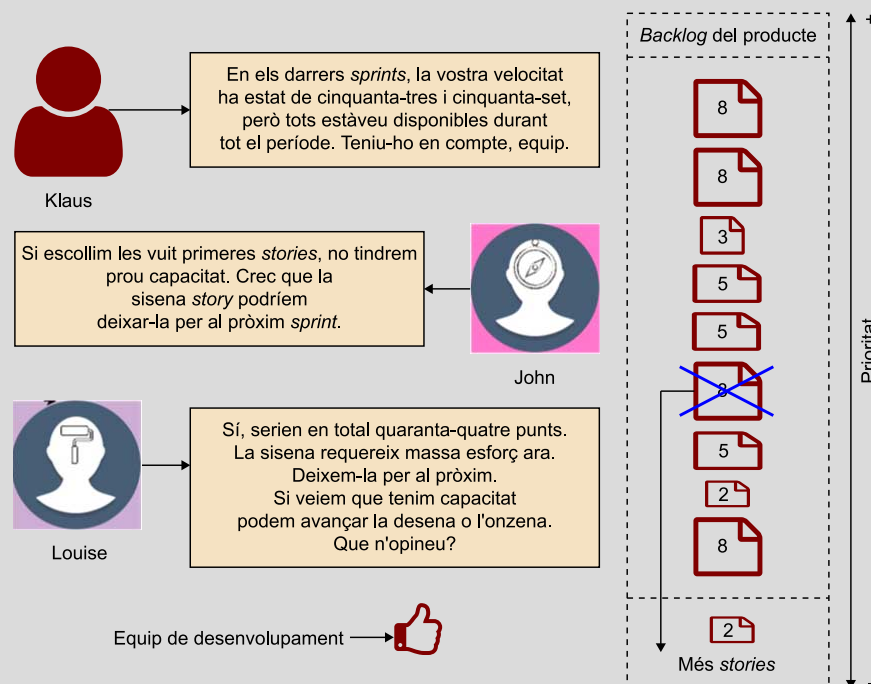 En els darrers sprints, la vostra velocitat
ha estat de cinquanta-tres i cinquanta-set,
però tots estàveu disponibles durant
tot el període. Teniu-ho en compte, equip.
Klaus
Si escollim les vuit primeres stories, no tindrem
prou capacitat. Crec que la
sisena story podríem
deixar-la per al pròxim sprint.
John
Sí, serien en total quaranta-quatre punts.
La sisena requereix massa esforç ara.
Deixem-la per al pròxim.
Si veiem que tenim capacitat
podem avançar la desena o l'onzena.
Que n'opineu?
Louise
Equip de desenvolupament
Backlog del producte
8
8
3
5
5
8
5
2
8
2
Més stories
+
Prioritat
-